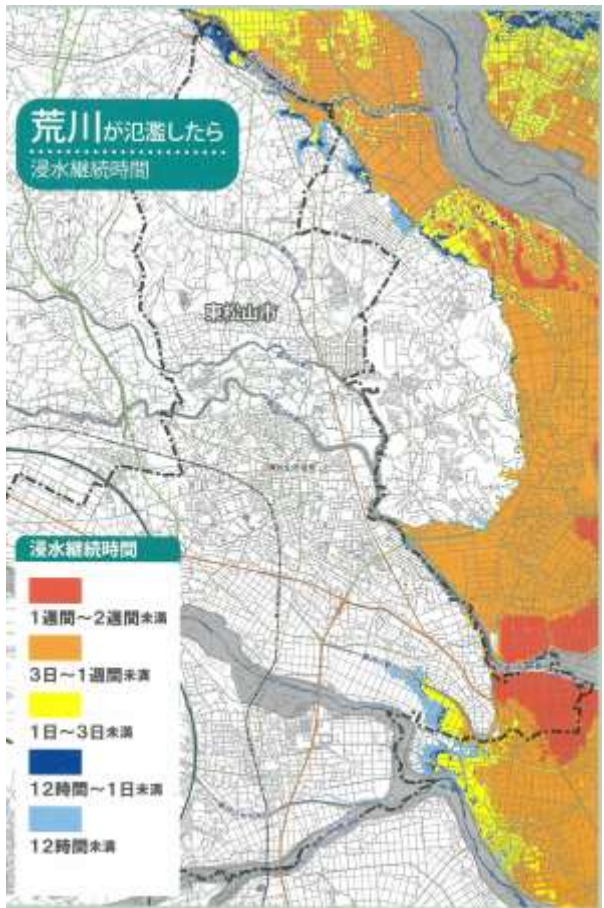 荒川が氾濫したら
浸水継続時間
東松山市
浸水継続時間
1週間～2週間未満
3日～1週間未満
1日～3日未満
12時間～1日未満
12時間未満